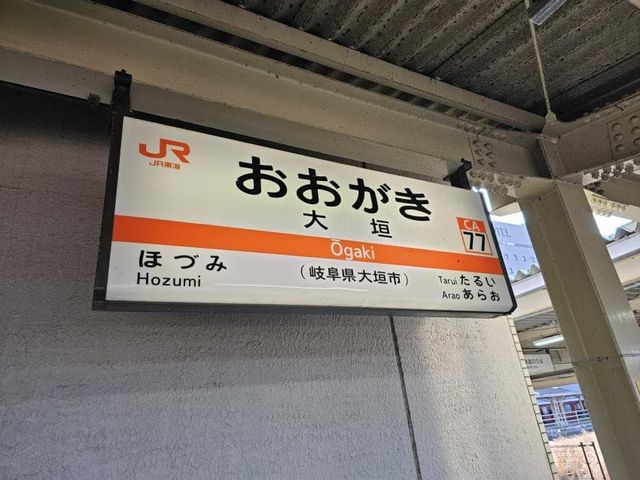 JR
JR東海
おおがき
大垣
CA
77
Ōgaki
ほづみ
Hozumi
(岐阜県大垣市)
Tarui たるい
Arao あらお